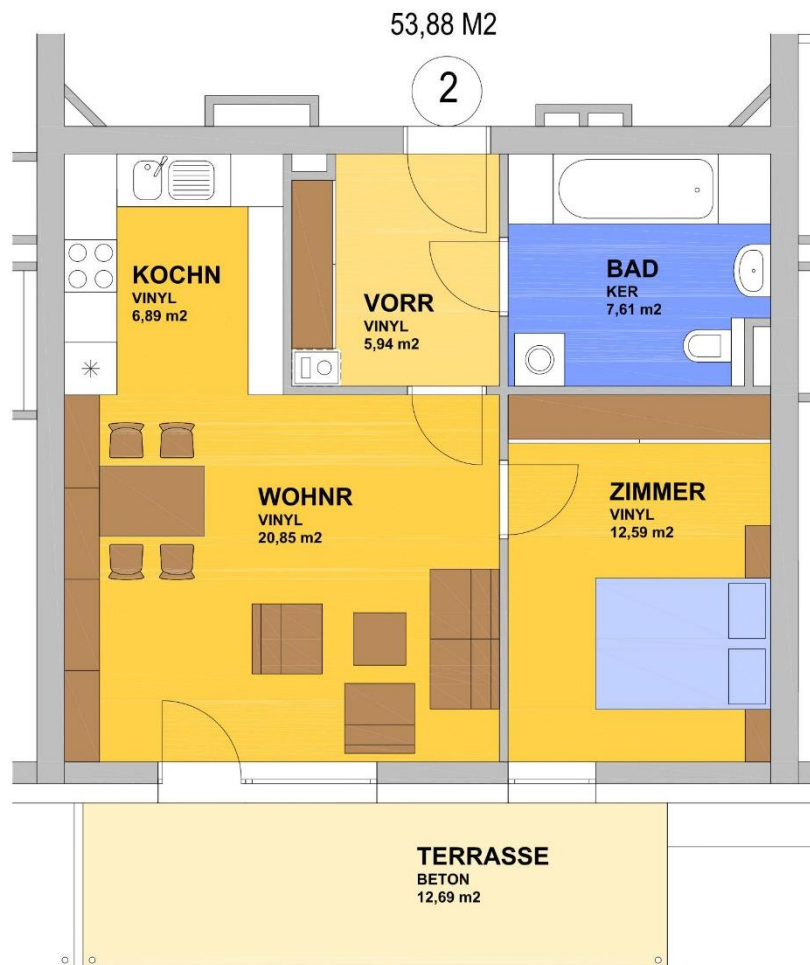 53,88 M2
2
KOCHN
VINYL
6,89 m2
VORR
VINYL
5,94 m2
BAD
KER
7,61 m2
WOHNR
VINYL
20,85 m2
ZIMMER
VINYL
12,59 m2
TERRASSE
BETON
12,69 m2